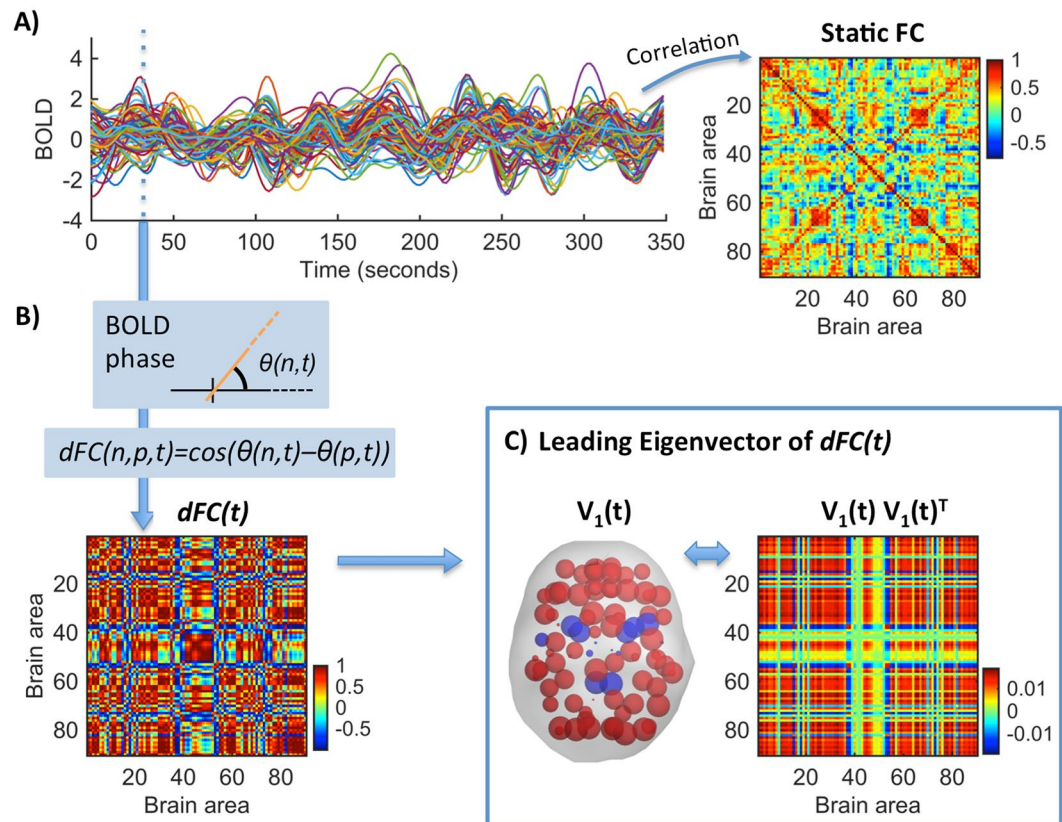 A)
BOLD
4
2
0
-2
-4
0 50 100 150 200 250 300 350
Time (seconds)
Correlation
Static FC
Brain area
20
40
60
80
20 40 60 80
Brain area
1
0.5
0
-0.5
B)
BOLD
phase
θ(n,t)
dFC(n,p,t)=cos(θ(n,t)–θ(p,t))
dFC(t)
Brain area
20
40
60
80
20 40 60 80
Brain area
1
0.5
0
-0.5
C) Leading Eigenvector of dFC(t)
V₁(t)
V₁(t) V₁(t)ᵀ
Brain area
20
40
60
80
20 40 60 80
Brain area
0.01
0
-0.01